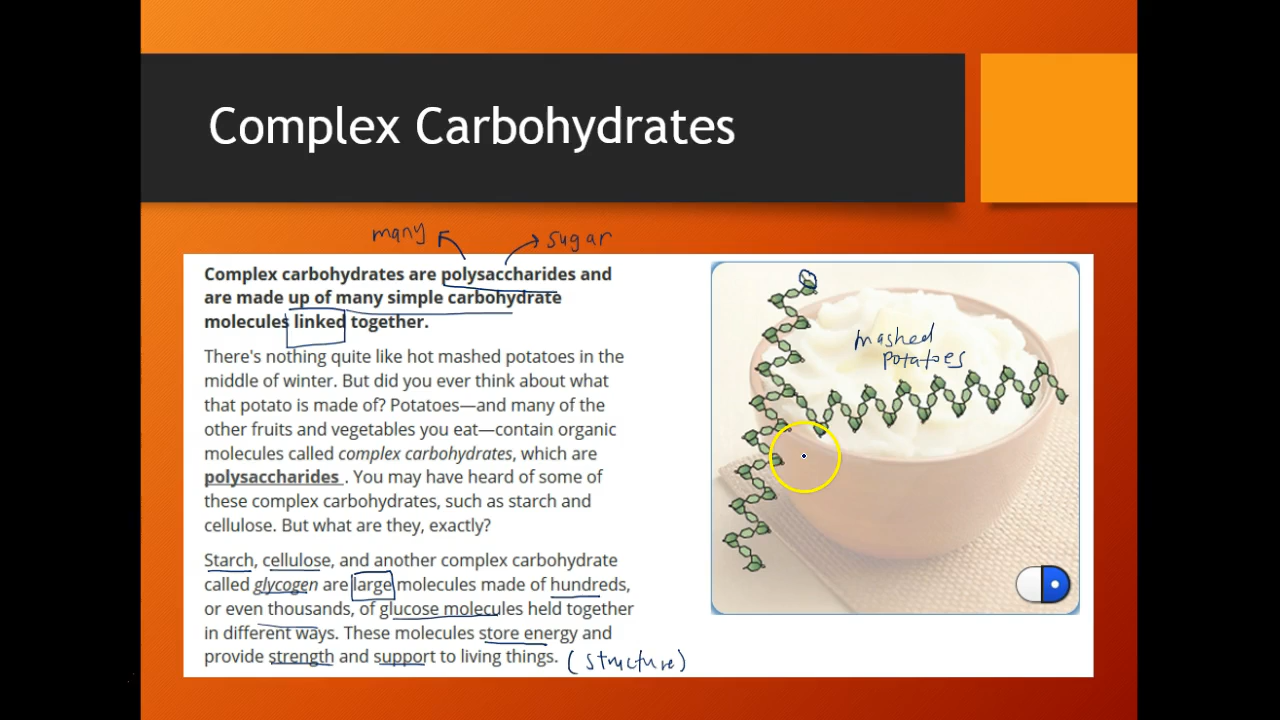 Complex Carbohydrates
many
sugar
Complex carbohydrates are polysaccharides and
are made up of many simple carbohydrate
molecules linked together.
There's nothing quite like hot mashed potatoes in the
middle of winter. But did you ever think about what
that potato is made of? Potatoes—and many of the
other fruits and vegetables you eat—contain organic
molecules called complex carbohydrates, which are
polysaccharides . You may have heard of some of
these complex carbohydrates, such as starch and
cellulose. But what are they, exactly?
Starch, cellulose, and another complex carbohydrate
called glycogen are large molecules made of hundreds,
or even thousands, of glucose molecules held together
in different ways. These molecules store energy and
provide strength and support to living things.
(structure)
mashed
potatoes